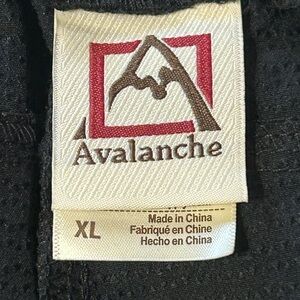 Avalanche
XL
Made in China
Fabriqué en Chine
Hecho en China